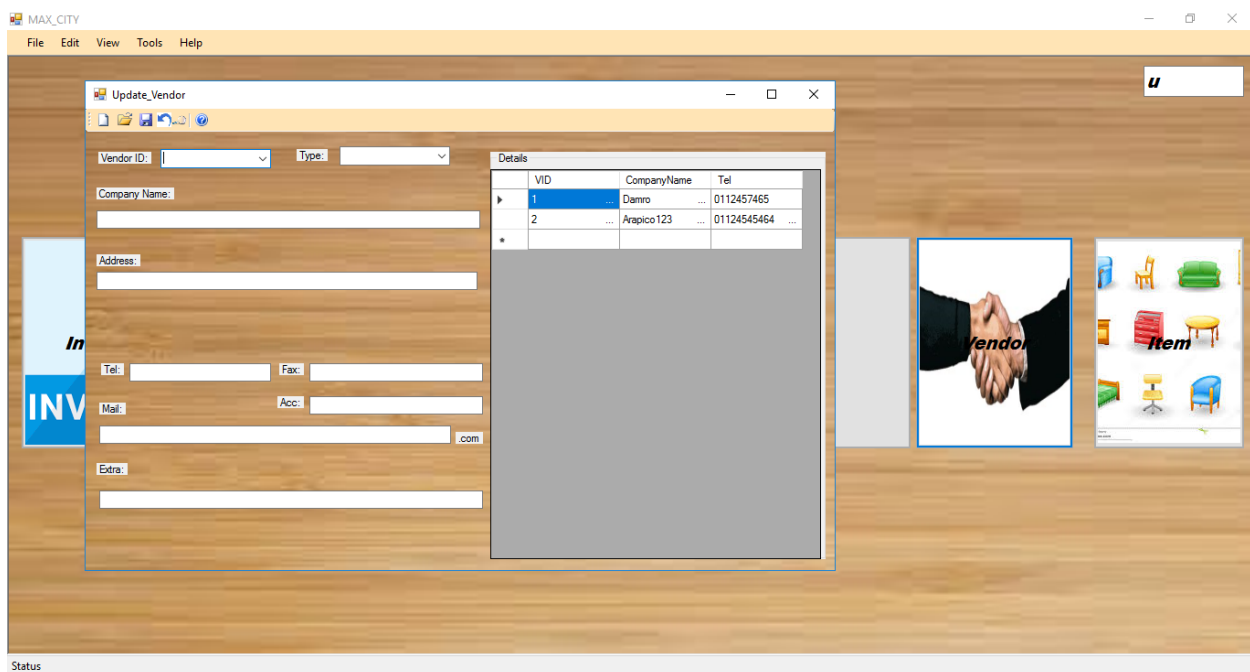 MAX_CITY
File Edit View Tools Help
u
Update_Vendor
Vendor ID: Type:
Company Name:
Address:
Tel: Fax:
Acc:
Mail:
.com
Extra:
Details
VID CompanyName Tel
1 ... Damro ... 0112457465
2 ... Arapico123 ... 01124545464 ...
In
INV
Vendor
Item
Status